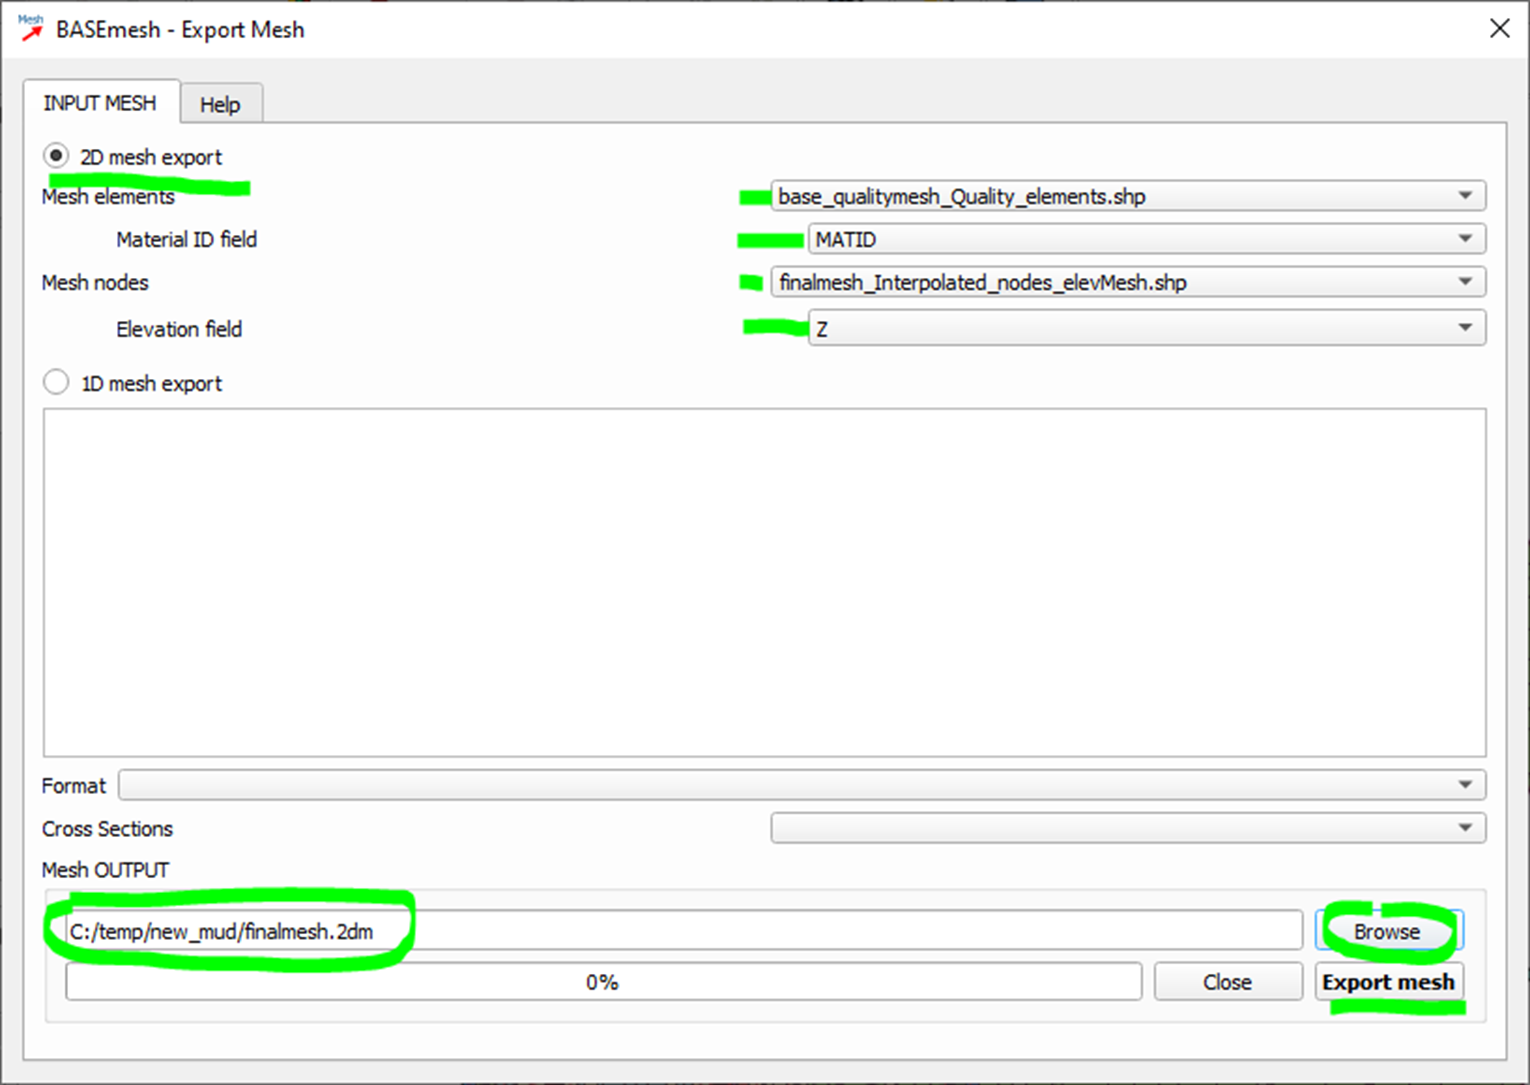 Mesh
BASEmesh - Export Mesh
INPUT MESH
Help
2D mesh export
Mesh elements
base_qualitymesh_Quality_elements.shp
Material ID field
MATID
Mesh nodes
finalmesh_Interpolated_nodes_elevMesh.shp
Elevation field
Z
1D mesh export
Format
Cross Sections
Mesh OUTPUT
C:/temp/new_mud/finalmesh.2dm
Browse
0%
Close
Export mesh